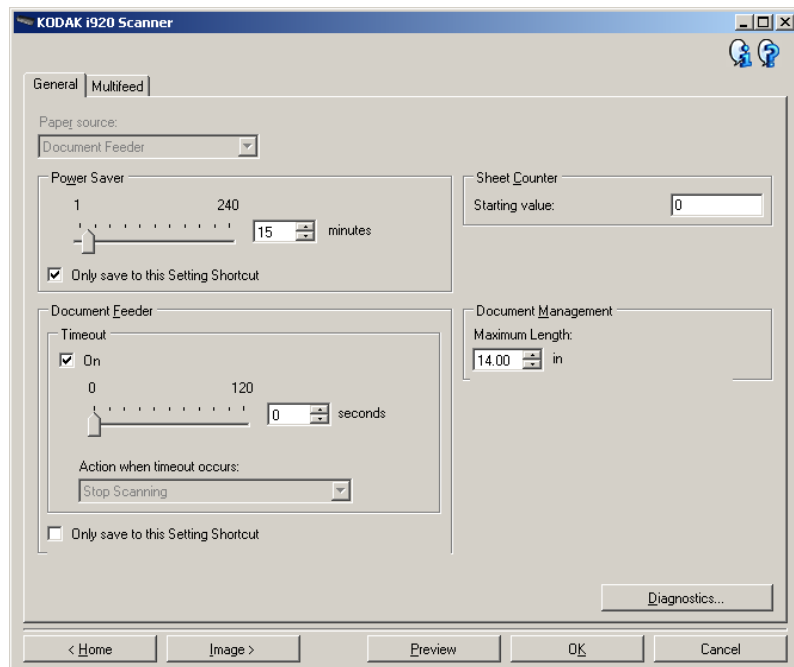 KODAK i920 Scanner
General Multifeed
Paper source:
Document Feeder
Power Saver
1 240
15 minutes
Only save to this Setting Shortcut
Sheet Counter
Starting value: 0
Document Feeder
Timeout
On
0 120
0 seconds
Action when timeout occurs:
Stop Scanning
Only save to this Setting Shortcut
Document Management
Maximum Length:
14.00 in
Diagnostics...
< Home Image > Preview OK Cancel